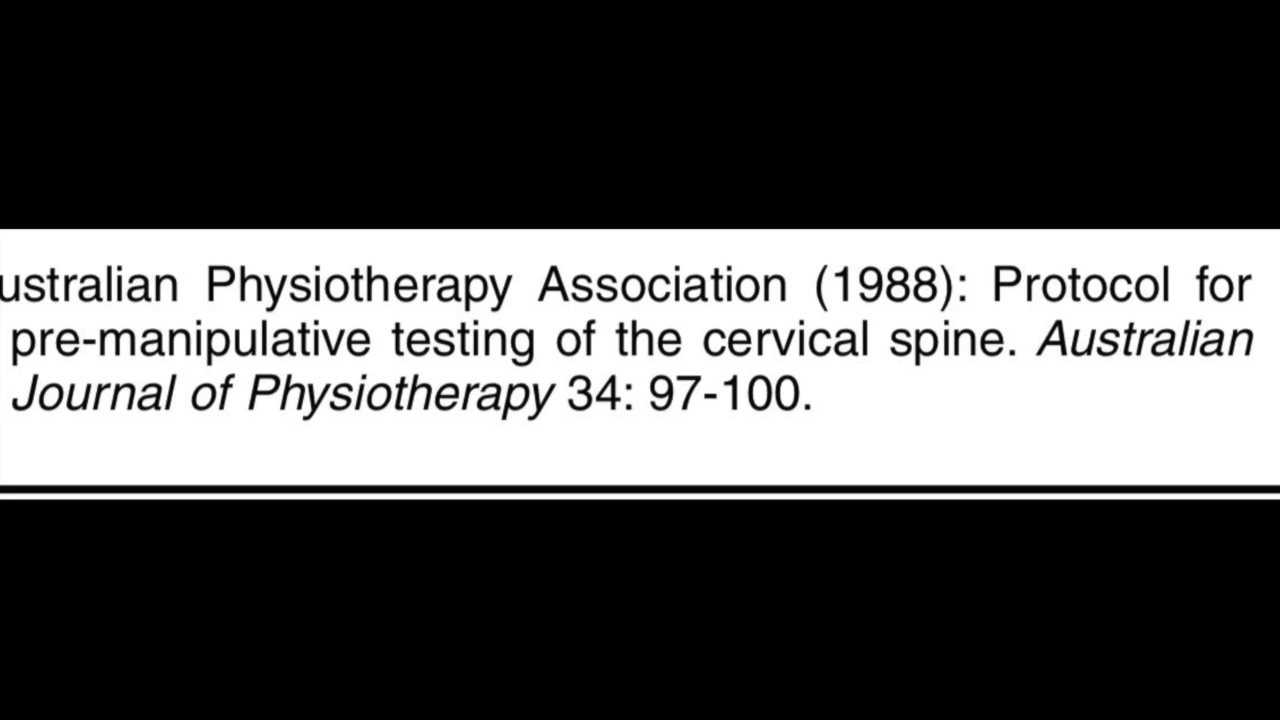 ustralian Physiotherapy Association (1988): Protocol for
pre-manipulative testing of the cervical spine. Australian
Journal of Physiotherapy 34: 97-100.